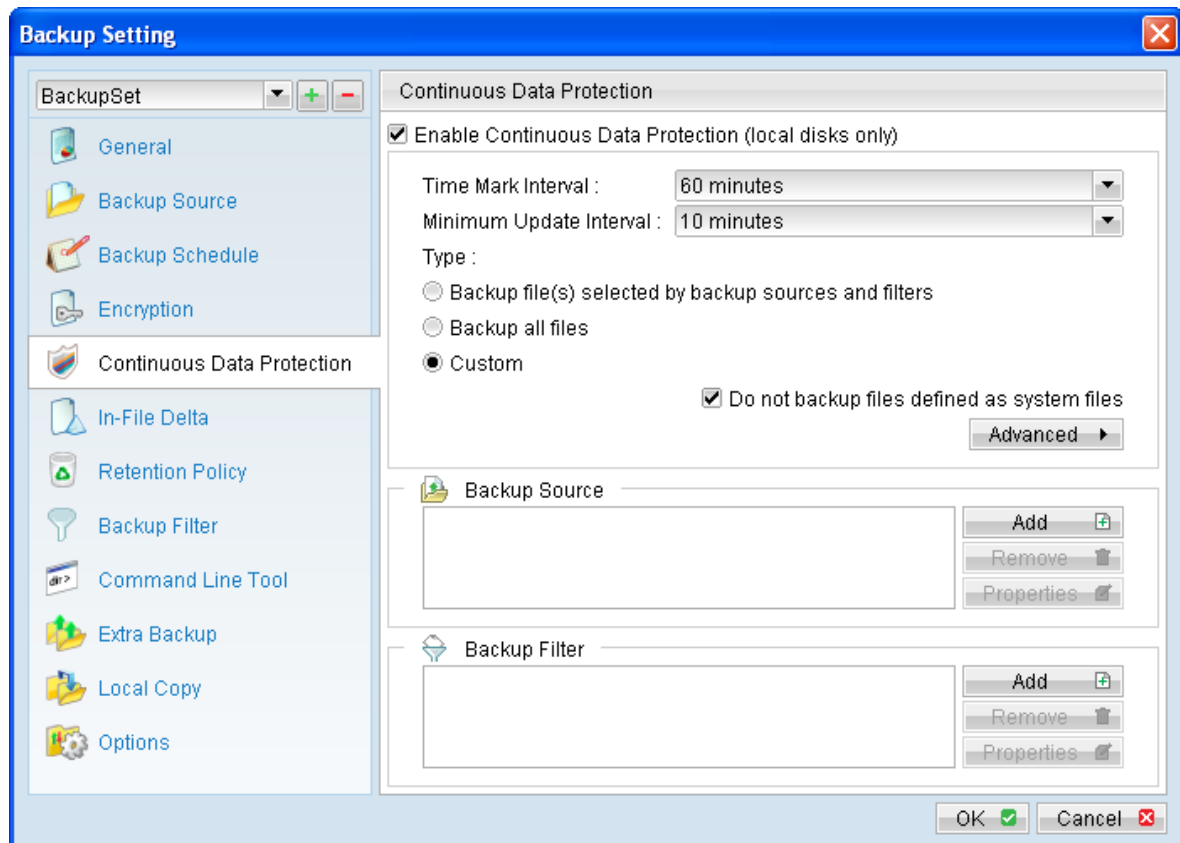 Backup Setting
BackupSet
General
Backup Source
Backup Schedule
Encryption
Continuous Data Protection
In-File Delta
Retention Policy
Backup Filter
Command Line Tool
dir>
Extra Backup
Local Copy
Options
Continuous Data Protection
Enable Continuous Data Protection (local disks only)
Time Mark Interval : 60 minutes
Minimum Update Interval : 10 minutes
Type :
Backup file(s) selected by backup sources and filters
Backup all files
Custom
Do not backup files defined as system files
Advanced
Backup Source
Add
Remove
Properties
Backup Filter
Add
Remove
Properties
OK Cancel